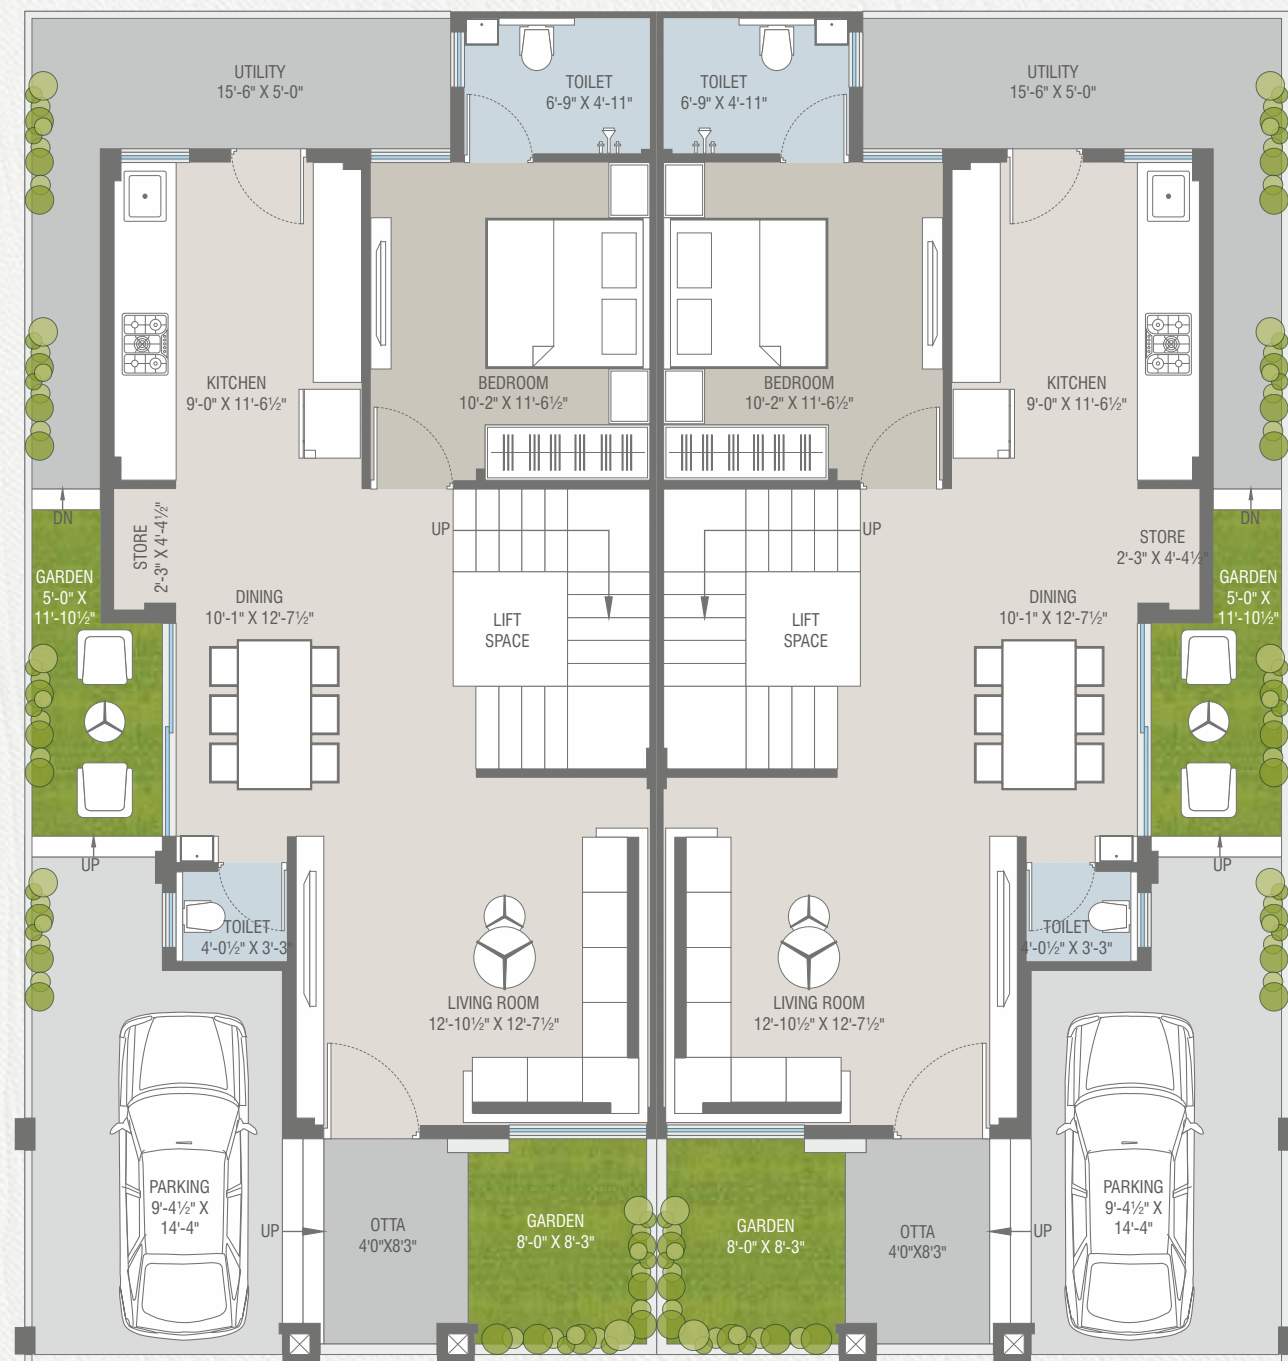 UTILITY
15'-6" X 5'-0"
TOILET
6'-9" X 4'-11"
TOILET
6'-9" X 4'-11"
UTILITY
15'-6" X 5'-0"
KITCHEN
9'-0" X 11'-6½"
BEDROOM
10'-2" X 11'-6½"
BEDROOM
10'-2" X 11'-6½"
KITCHEN
9'-0" X 11'-6½"
DN
STORE
2'-3" X 4'-4½"
UP
UP
STORE
2'-3" X 4'-4½"
DN
GARDEN
5'-0" X
11'-10½"
DINING
10'-1" X 12'-7½"
LIFT
SPACE
LIFT
SPACE
DINING
10'-1" X 12'-7½"
GARDEN
5'-0" X
11'-10½"
UP
UP
TOILET
4'-0½" X 3'-3"
TOILET
4'-0½" X 3'-3"
LIVING ROOM
12'-10½" X 12'-7½"
LIVING ROOM
12'-10½" X 12'-7½"
PARKING
9'-4½" X
14'-4"
UP
OTTA
4'0"X8'3"
GARDEN
8'-0" X 8'-3"
GARDEN
8'-0" X 8'-3"
OTTA
4'0"X8'3"
UP
PARKING
9'-4½" X
14'-4"